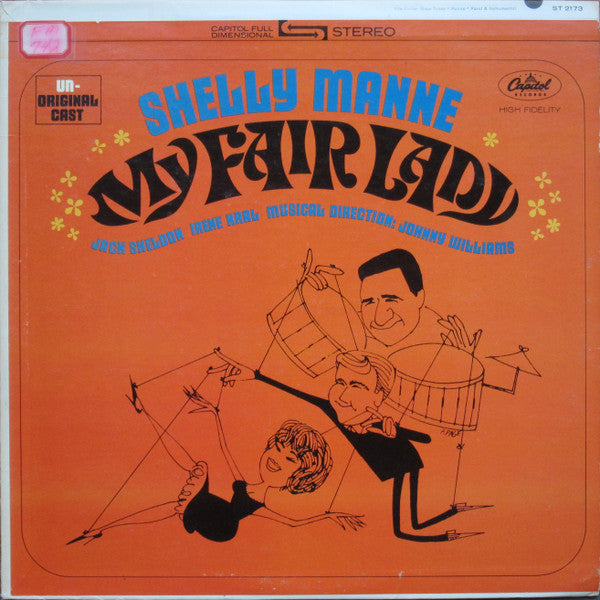 ST 2173
CAPITOL FULL DIMENSIONAL STEREO
UN-
ORIGINAL
CAST
SHELLY MANNE
Capitol
RECORDS
HIGH FIDELITY
MY FAIR LADY
JACK SHELDON IRENE KRAL MUSICAL DIRECTION: JOHNNY WILLIAMS